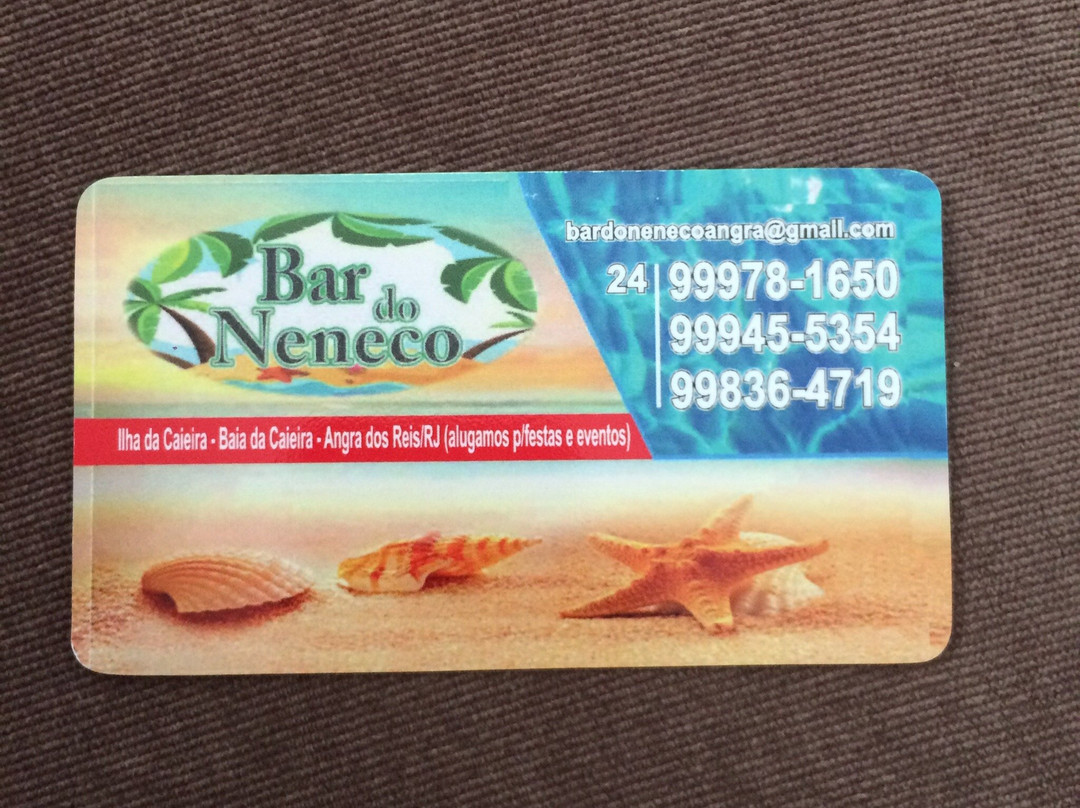 Bar do
Neneco
bardonenecoangra@gmail.com
24 99978-1650
99945-5354
99836-4719
Ilha da Caieira - Baia da Caieira - Angra dos Reis/RJ (alugamos p/festas e eventos)